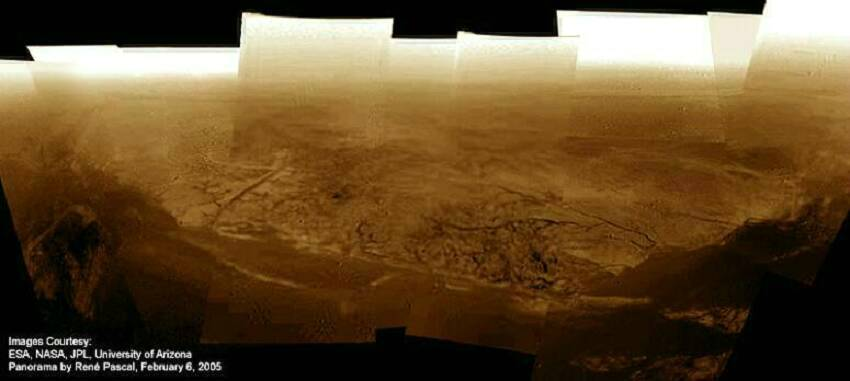 Images Courtesy:
ESA, NASA, JPL, University of Arizona
Panorama by René Pascal, February 6, 2005